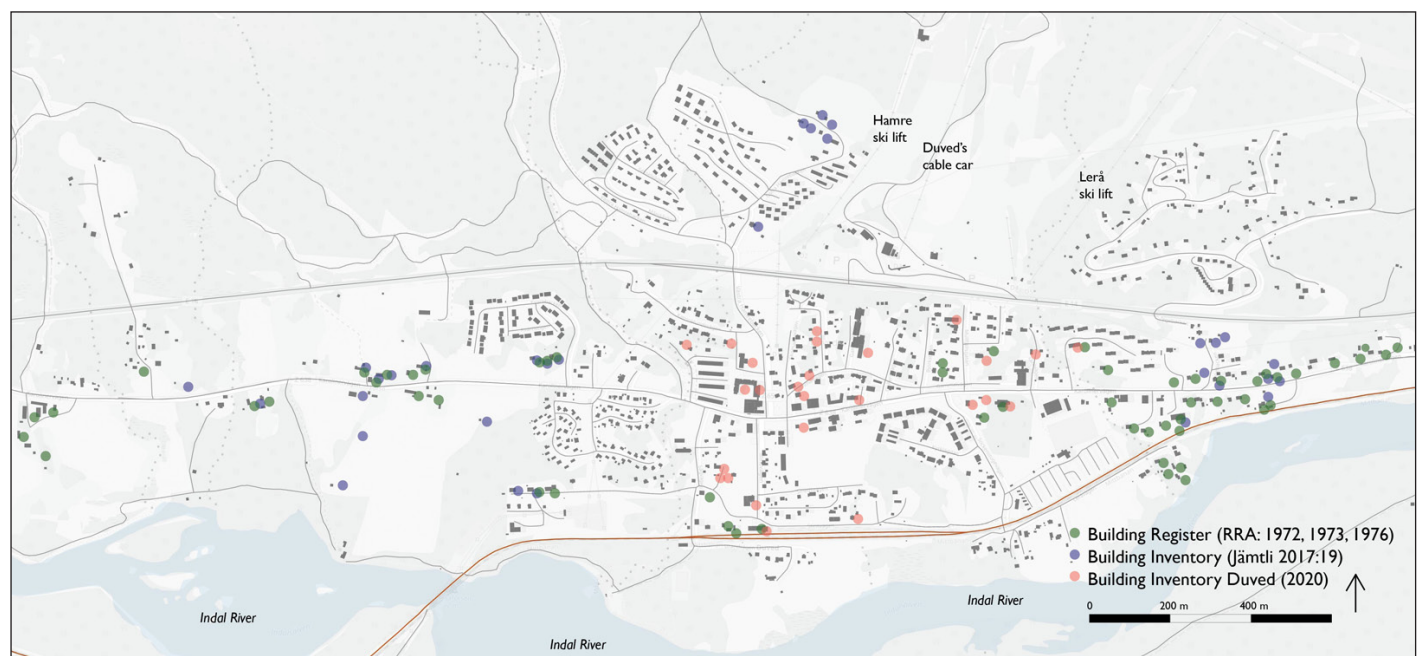 Hamre
ski lift
Duved's
cable car
Lerå
ski lift
P
P
Building Register (RRA: 1972, 1973, 1976)
Building Inventory (Jämtli 2017:19)
Building Inventory Duved (2020)
0 200 m 400 m
Indal River
Indal River
Indal River